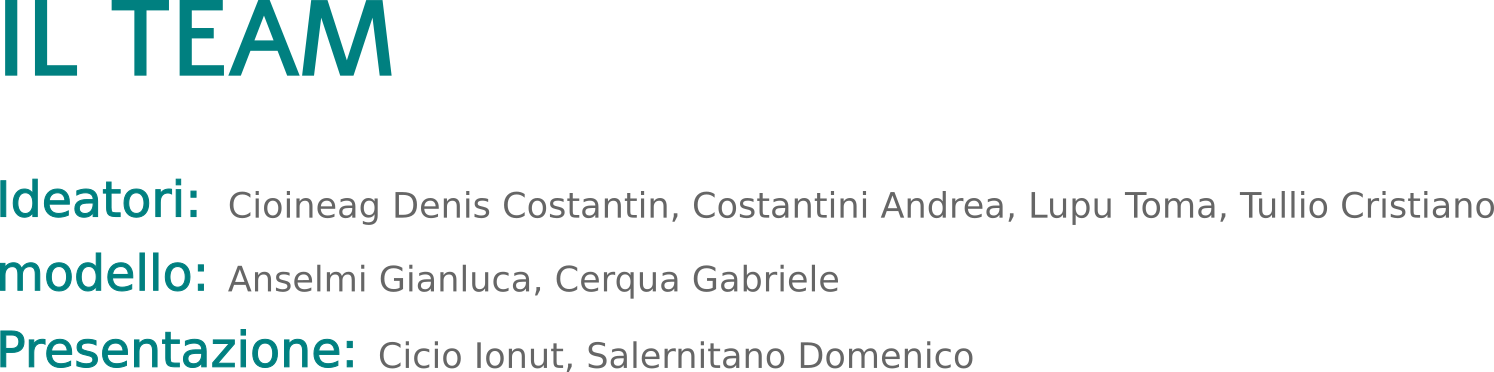 IL TEAM
Ideatori: Cioineag Denis Costantin, Costantini Andrea, Lupu Toma, Tullio Cristiano
modello: Anselmi Gianluca, Cerqua Gabriele
Presentazione: Cicio Ionut, Salernitano Domenico